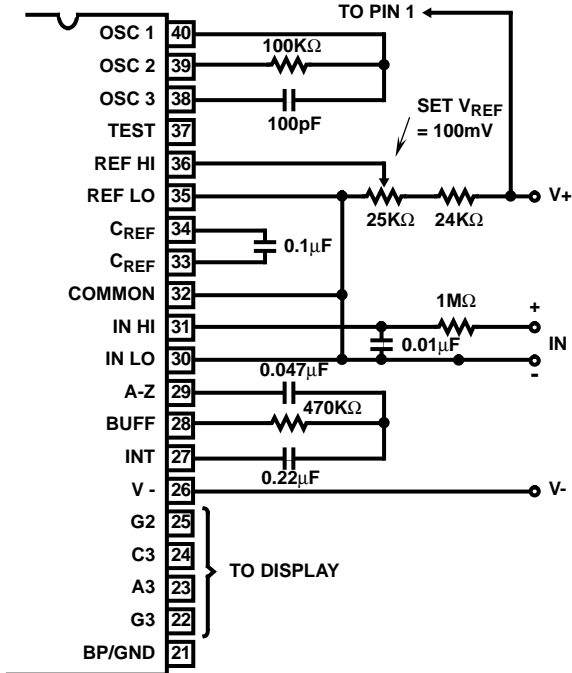 TO PIN 1
OSC 1 40
100KΩ
OSC 2 39
OSC 3 38
100pF
SET VREF
= 100mV
TEST 37
REF HI 36
REF LO 35
V+
25KΩ 24KΩ
CREF 34
0.1µF
CREF 33
COMMON 32
1MΩ
+
IN HI 31
0.01µF IN
IN LO 30
-
0.047µF
A-Z 29
470KΩ
BUFF 28
INT 27
0.22µF
V - 26 V-
G2 25
C3 24
TO DISPLAY
A3 23
G3 22
BP/GND 21